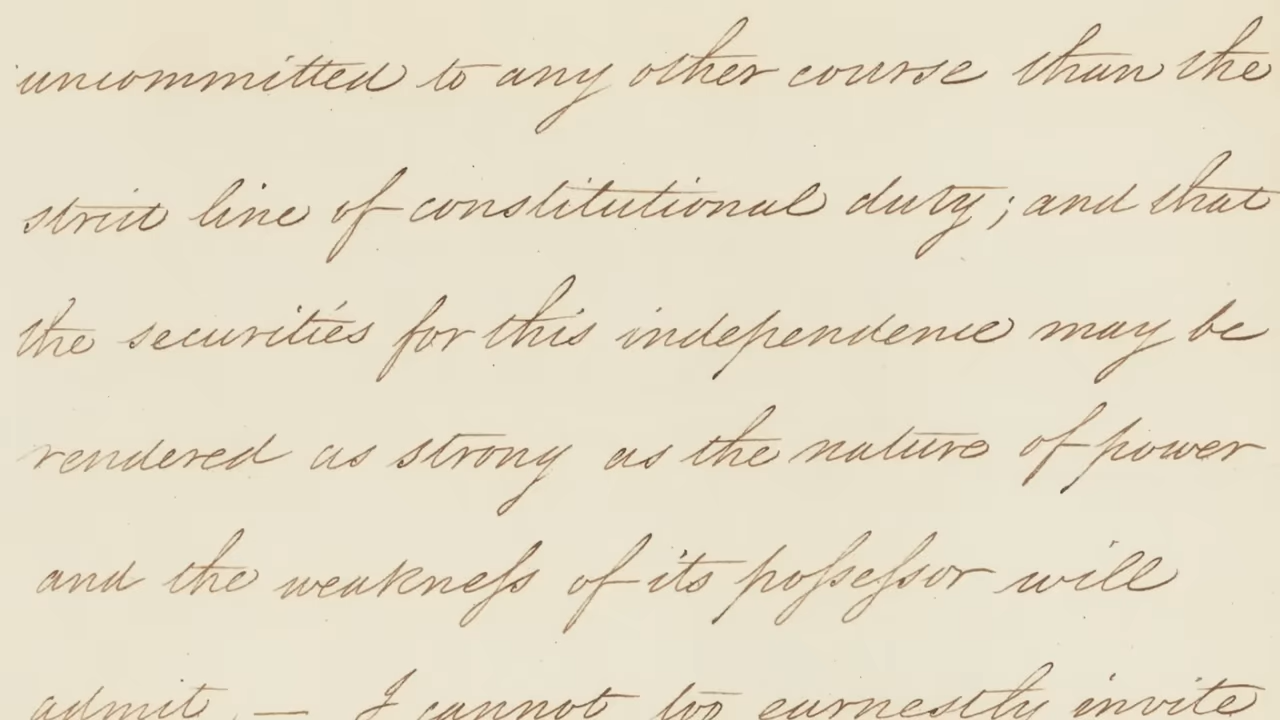 uncommitted to any other course than the
strict line of constitutional duty; and that
the securities for this independence may be
rendered as strong as the nature of power
and the weakneſs of its poſseſsor will
admit. — I cannot too earnestly invite